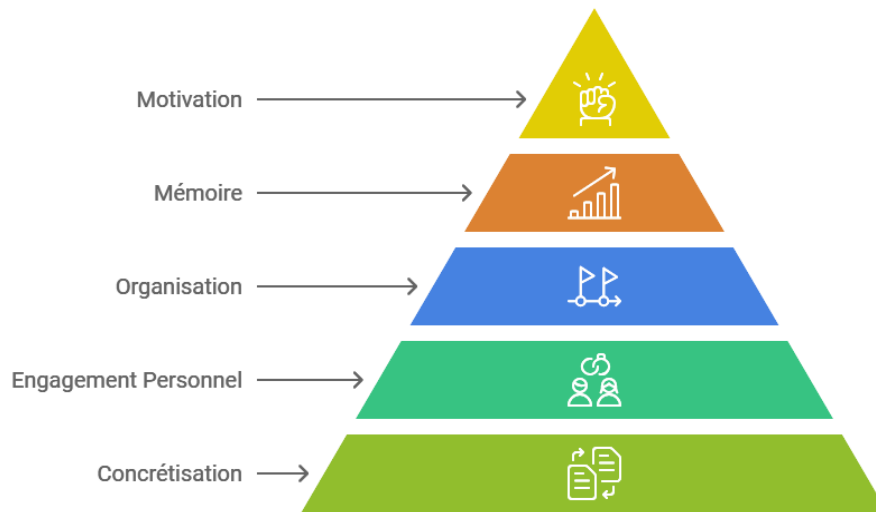 Motivation
Mémoire
Organisation
Engagement Personnel
Concrétisation